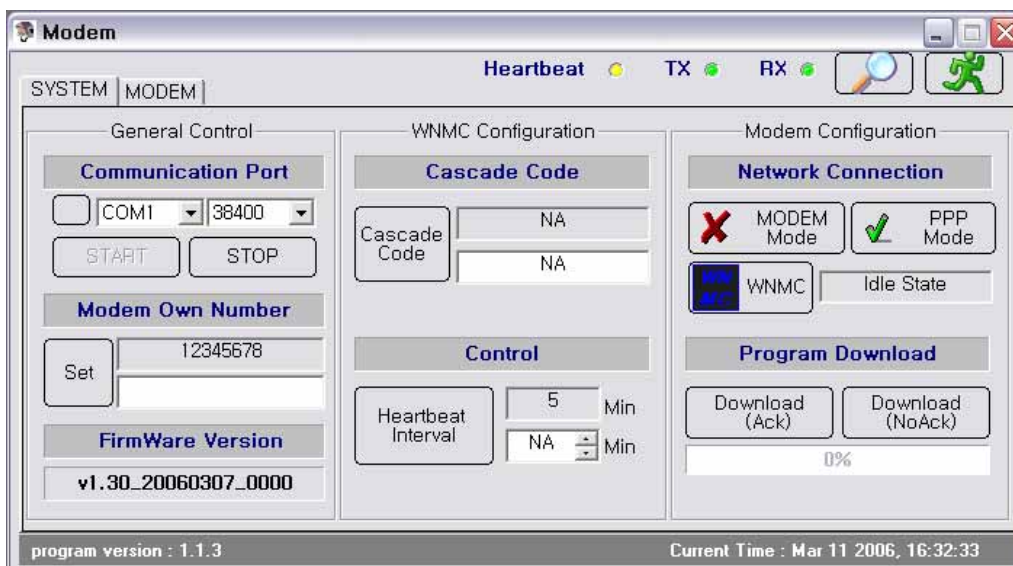 Modem
Heartbeat TX RX
SYSTEM MODEM
General Control
Communication Port
COM1 38400
START STOP
Modem Own Number
Set
12345678
FirmWare Version
v1.30_20060307_0000
WNMC Configuration
Cascade Code
Cascade
Code
NA
NA
Control
Heartbeat
Interval
5 Min
NA Min
Modem Configuration
Network Connection
MODEM
Mode
PPP
Mode
WN
MC
WNMC
Idle State
Program Download
Download
(Ack)
Download
(NoAck)
0%
program version : 1.1.3
Current Time : Mar 11 2006, 16:32:33